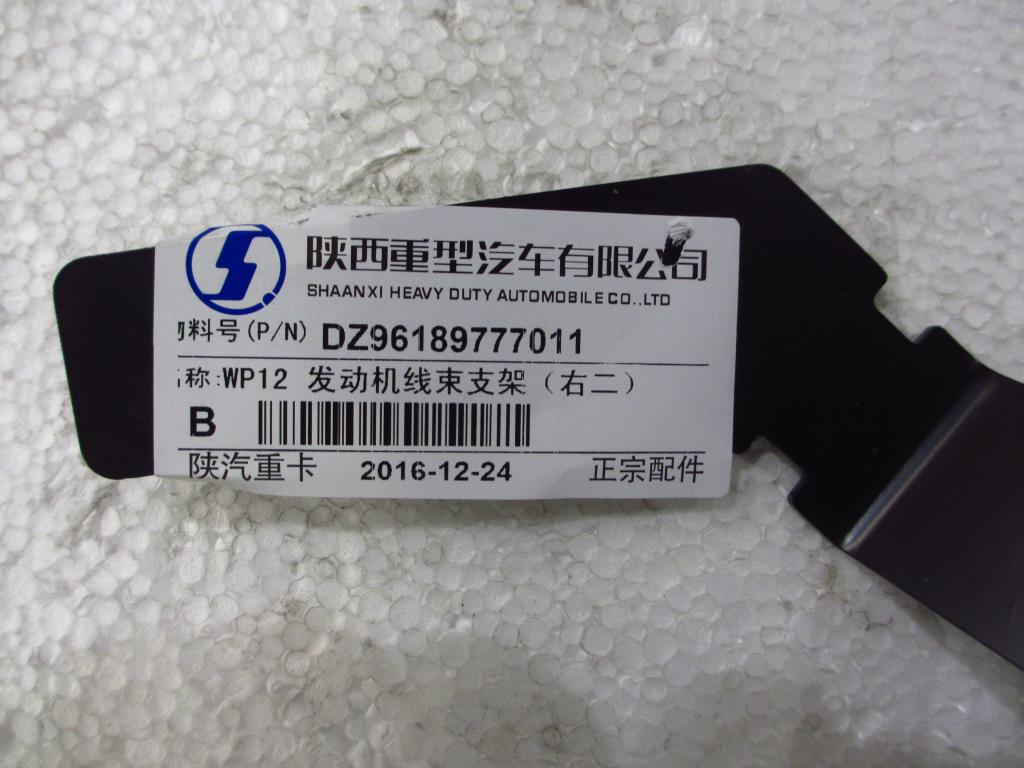 陕西重型汽车有限公司
SHAANXI HEAVY DUTY AUTOMOBILE CO.,LTD
料号(P/N) DZ96189777011
称:WP12 发动机线束支架(右二)
B
陕汽重卡 2016-12-24 正宗配件